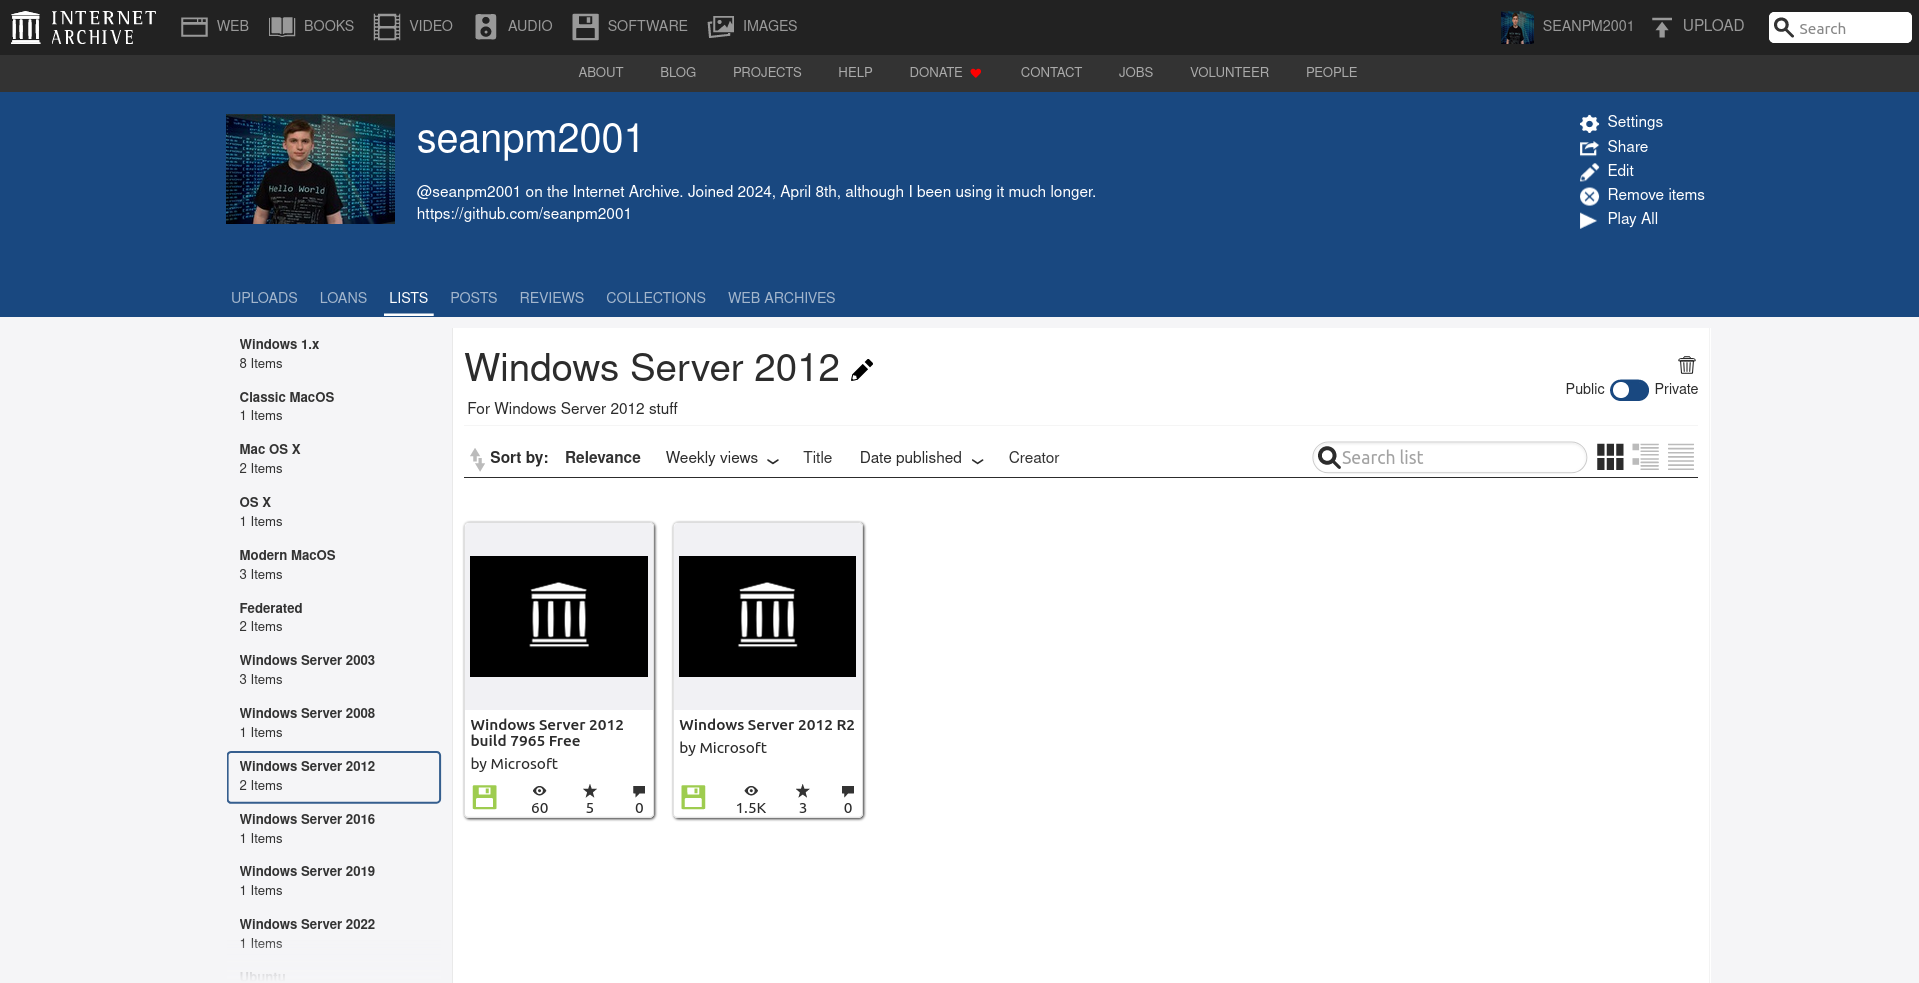 INTERNET
ARCHIVE
WEB
BOOKS
VIDEO
AUDIO
SOFTWARE
IMAGES
SEANPM2001
UPLOAD
Search
ABOUT
BLOG
PROJECTS
HELP
DONATE
CONTACT
JOBS
VOLUNTEER
PEOPLE
Hello World
seanpm2001
@seanpm2001 on the Internet Archive. Joined 2024, April 8th, although I been using it much longer.
https://github.com/seanpm2001
Settings
Share
Edit
Remove items
Play All
UPLOADS
LOANS
LISTS
POSTS
REVIEWS
COLLECTIONS
WEB ARCHIVES
Windows 1.x
8 Items
Classic MacOS
1 Items
Mac OS X
2 Items
OS X
1 Items
Modern MacOS
3 Items
Federated
2 Items
Windows Server 2003
3 Items
Windows Server 2008
1 Items
Windows Server 2012
2 Items
Windows Server 2016
1 Items
Windows Server 2019
1 Items
Windows Server 2022
1 Items
Ubuntu
Windows Server 2012
For Windows Server 2012 stuff
Public
Private
Sort by:
Relevance
Weekly views
Title
Date published
Creator
Search list
Windows Server 2012
build 7965 Free
by Microsoft
60
5
0
Windows Server 2012 R2
by Microsoft
1.5K
3
0